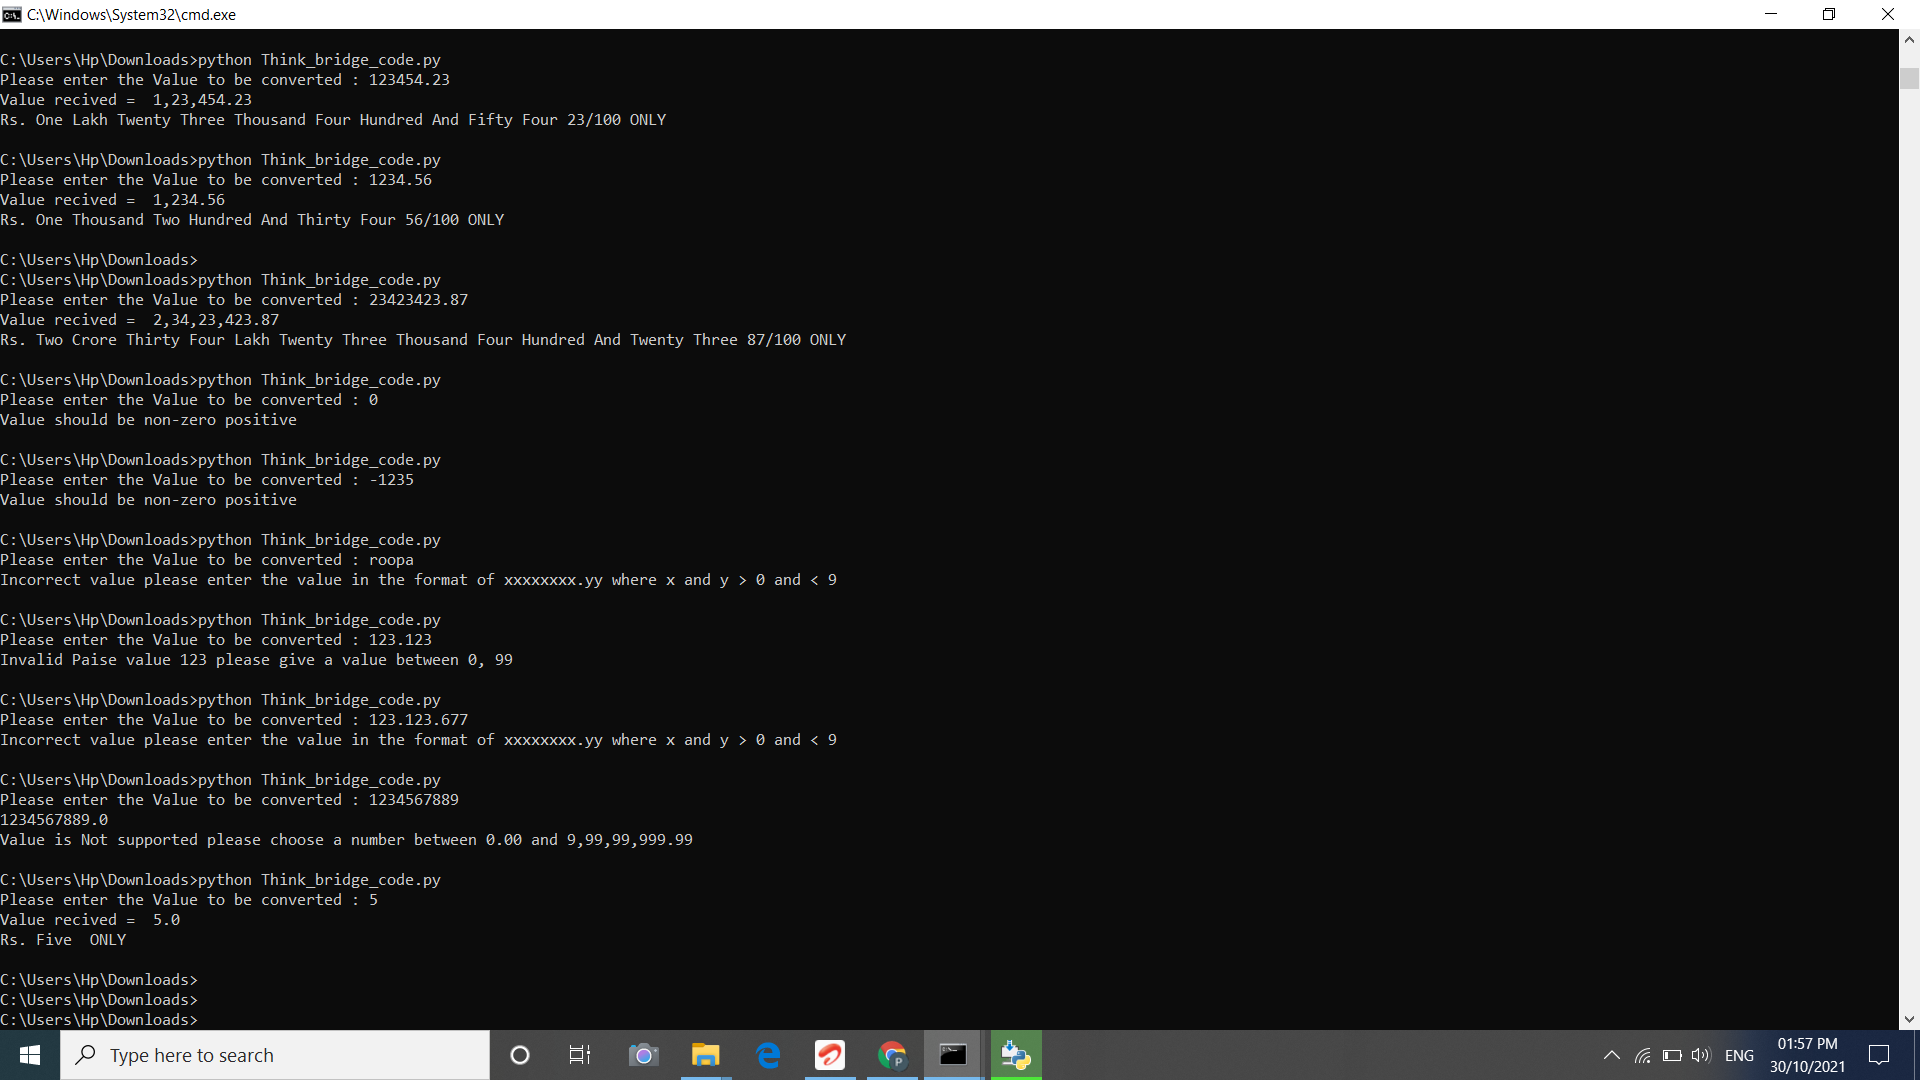 C:\Windows\System32\cmd.exe
C:\Users\Hp\Downloads>python Think_bridge_code.py
Please enter the Value to be converted : 123454.23
Value recived =  1,23,454.23
Rs. One Lakh Twenty Three Thousand Four Hundred And Fifty Four 23/100 ONLY
C:\Users\Hp\Downloads>python Think_bridge_code.py
Please enter the Value to be converted : 1234.56
Value recived =  1,234.56
Rs. One Thousand Two Hundred And Thirty Four 56/100 ONLY
C:\Users\Hp\Downloads>
C:\Users\Hp\Downloads>python Think_bridge_code.py
Please enter the Value to be converted : 23423423.87
Value recived =  2,34,23,423.87
Rs. Two Crore Thirty Four Lakh Twenty Three Thousand Four Hundred And Twenty Three 87/100 ONLY
C:\Users\Hp\Downloads>python Think_bridge_code.py
Please enter the Value to be converted : 0
Value should be non-zero positive
C:\Users\Hp\Downloads>python Think_bridge_code.py
Please enter the Value to be converted : -1235
Value should be non-zero positive
C:\Users\Hp\Downloads>python Think_bridge_code.py
Please enter the Value to be converted : roopa
Incorrect value please enter the value in the format of xxxxxxxx.yy where x and y > 0 and < 9
C:\Users\Hp\Downloads>python Think_bridge_code.py
Please enter the Value to be converted : 123.123
Invalid Paise value 123 please give a value between 0, 99
C:\Users\Hp\Downloads>python Think_bridge_code.py
Please enter the Value to be converted : 123.123.677
Incorrect value please enter the value in the format of xxxxxxxx.yy where x and y > 0 and < 9
C:\Users\Hp\Downloads>python Think_bridge_code.py
Please enter the Value to be converted : 1234567889
1234567889.0
Value is Not supported please choose a number between 0.00 and 9,99,99,999.99
C:\Users\Hp\Downloads>python Think_bridge_code.py
Please enter the Value to be converted : 5
Value recived =  5.0
Rs. Five  ONLY
C:\Users\Hp\Downloads>
C:\Users\Hp\Downloads>
C:\Users\Hp\Downloads>
Type here to search
ENG
01:57 PM
30/10/2021